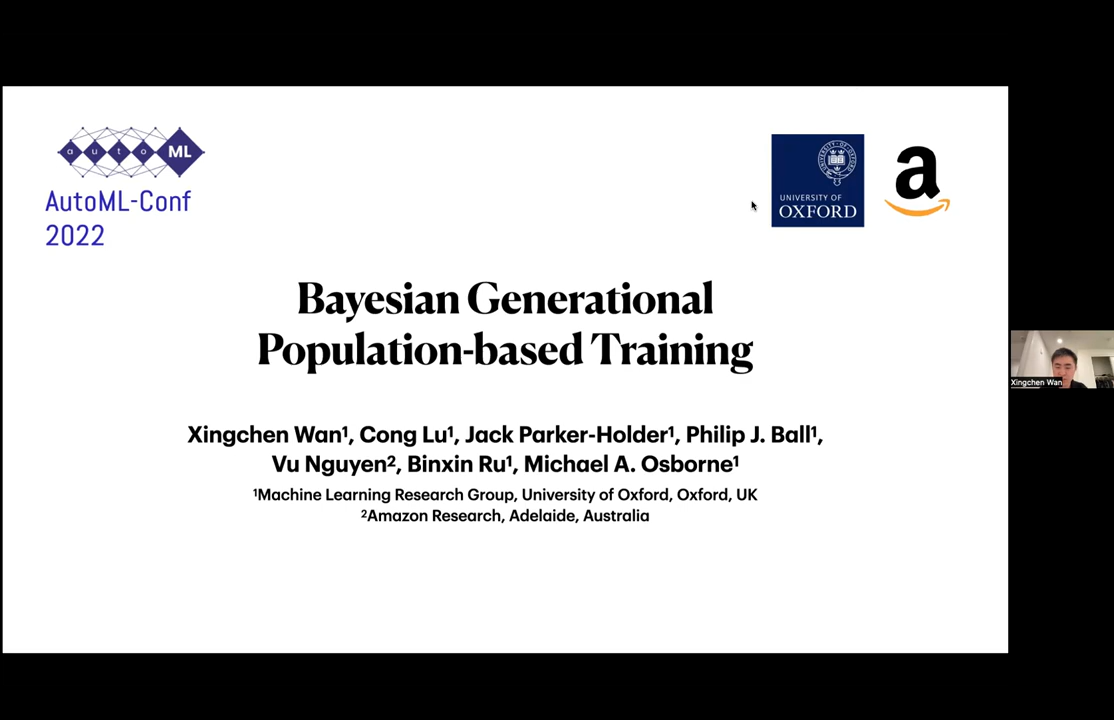 auto ML
AutoML-Conf
2022
UNIVERSITY OF
OXFORD
a
Bayesian Generational
Population-based Training
Xingchen Wan¹, Cong Lu¹, Jack Parker-Holder¹, Philip J. Ball¹,
Vu Nguyen², Binxin Ru¹, Michael A. Osborne¹
¹Machine Learning Research Group, University of Oxford, Oxford, UK
²Amazon Research, Adelaide, Australia
Xingchen Wan